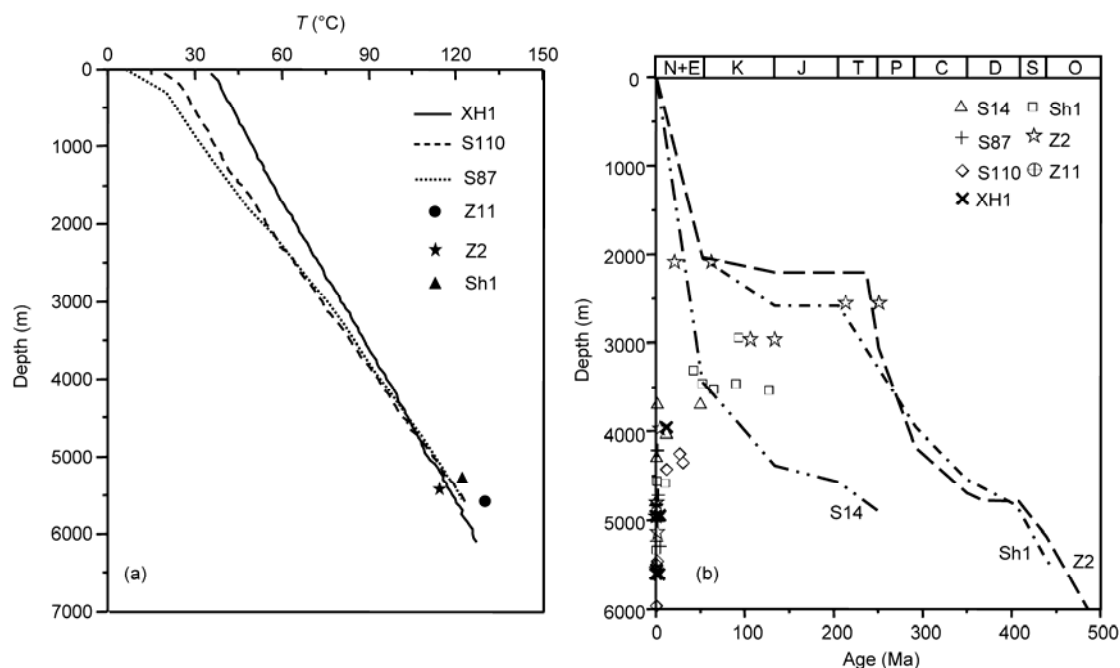 T (°C)
0 30 60 90 120 150
0
1000
2000
3000
4000
5000
6000
7000
Depth (m)
XH1
S110
S87
Z11
Z2
Sh1
(a)
N+E K J T P C D S O
0
1000
2000
3000
4000
5000
6000
Depth (m)
S14 Sh1
S87 Z2
S110 Z11
XH1
S14
Sh1
Z2
(b)
0 100 200 300 400 500
Age (Ma)